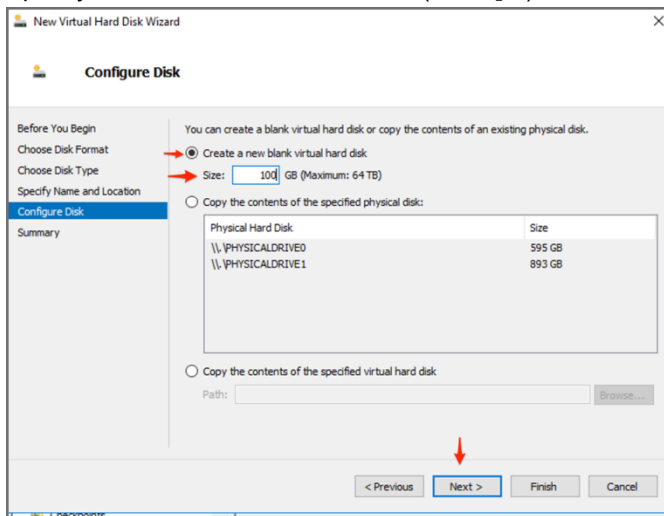 New Virtual Hard Disk Wizard
Configure Disk
Before You Begin
Choose Disk Format
Choose Disk Type
Specify Name and Location
Configure Disk
Summary
You can create a blank virtual hard disk or copy the contents of an existing physical disk.
Create a new blank virtual hard disk
Size: 100 GB (Maximum: 64 TB)
Copy the contents of the specified physical disk:
Physical Hard Disk Size
\\.\PHYSICALDRIVE0 595 GB
\\.\PHYSICALDRIVE1 893 GB
Copy the contents of the specified virtual hard disk
Path: Browse...
< Previous Next > Finish Cancel
Checkpoints